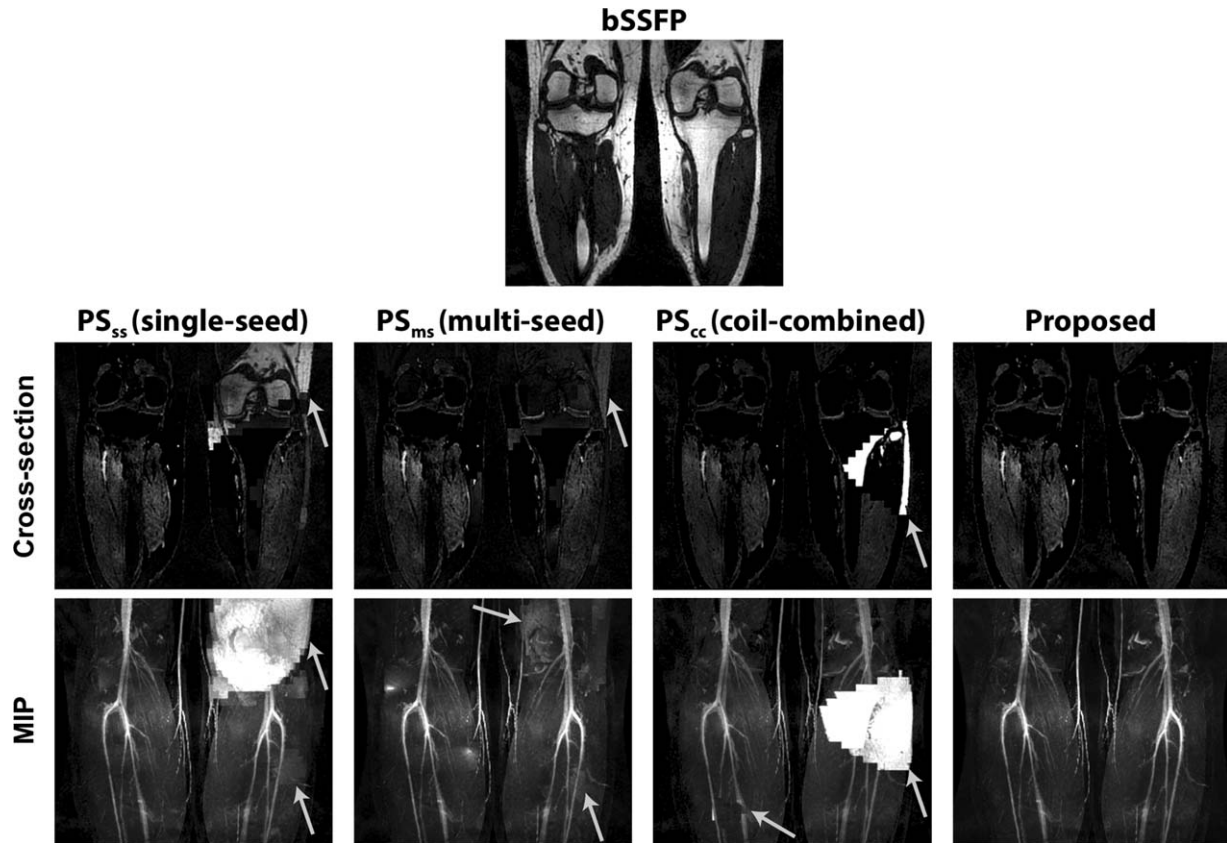 bSSFP
PSss (single-seed)
PSms (multi-seed)
PScc (coil-combined)
Proposed
Cross-section
MIP